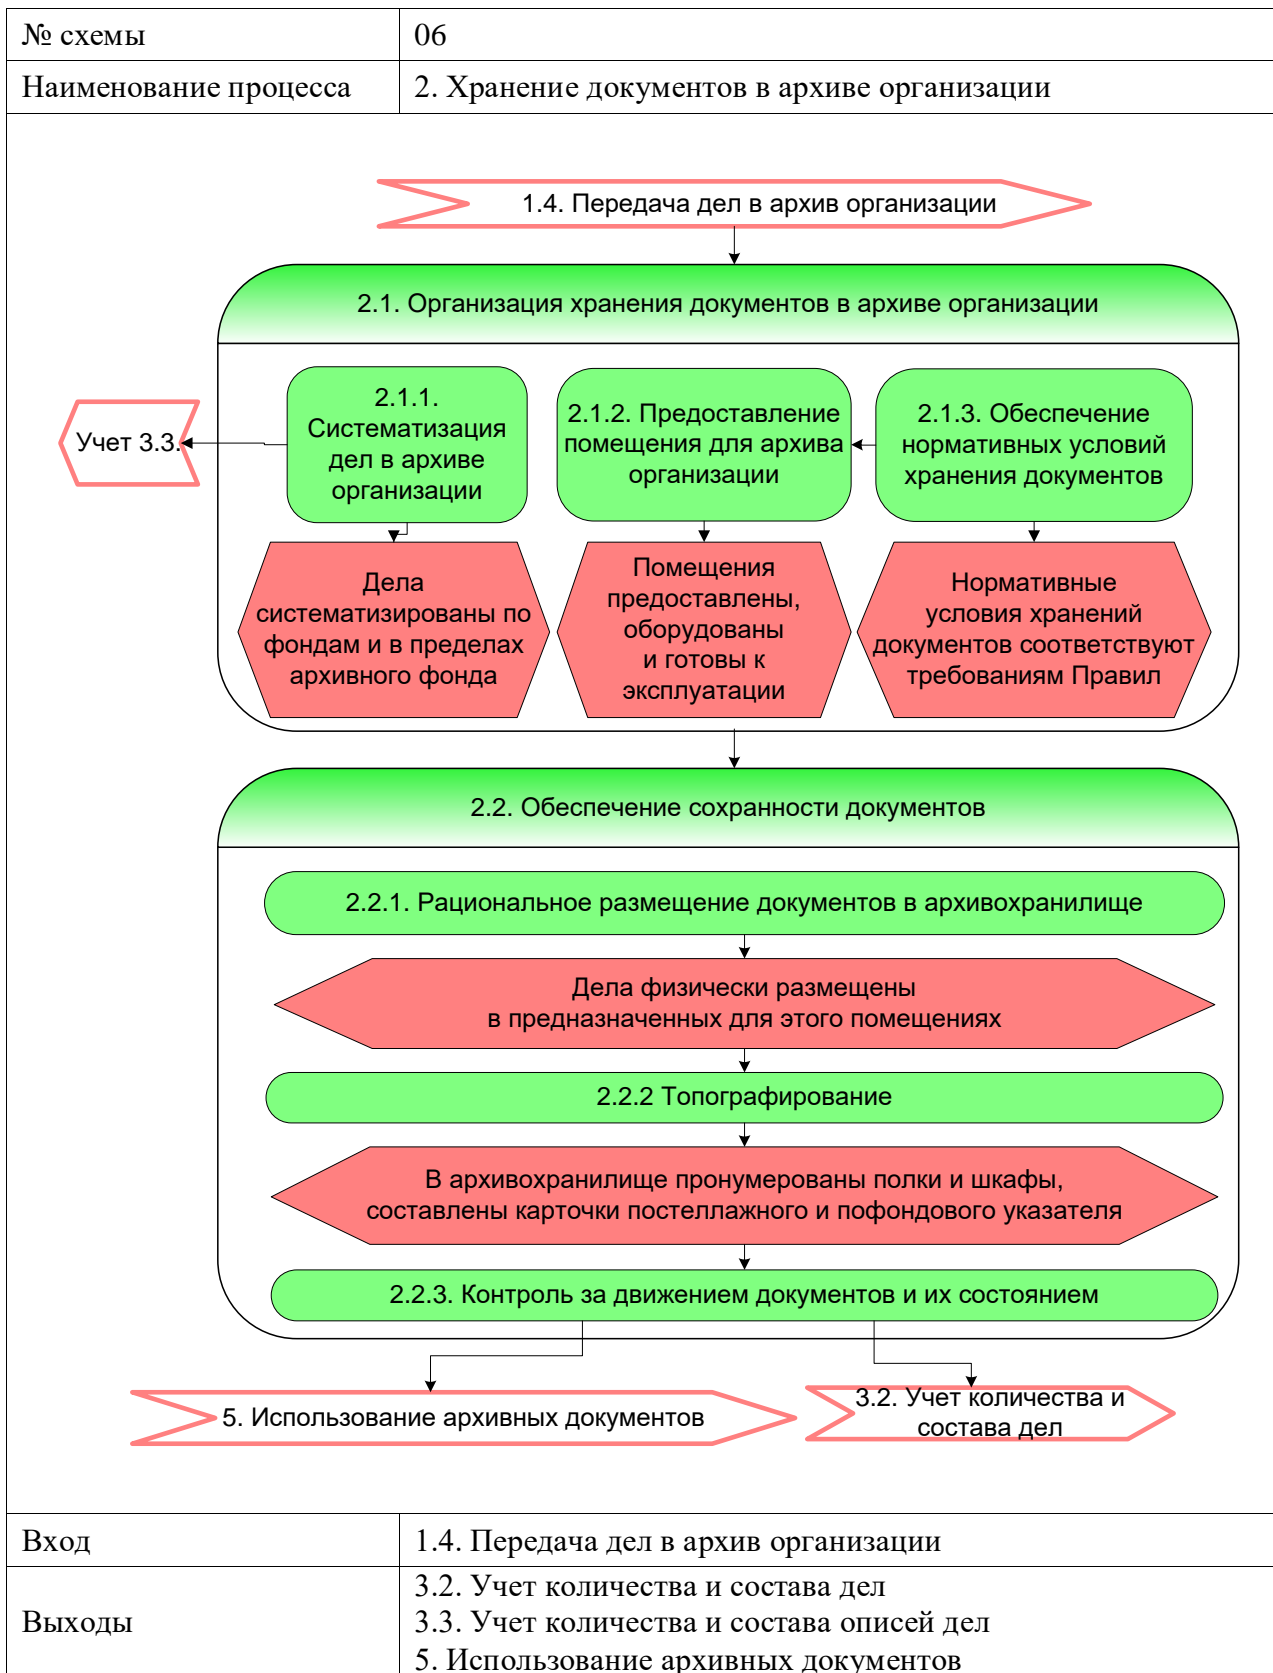 № схемы
06
Наименование процесса
2. Хранение документов в архиве организации
1.4. Передача дел в архив организации
2.1. Организация хранения документов в архиве организации
Учет 3.3.
2.1.1.
Систематизация
дел в архиве
организации
2.1.2. Предоставление
помещения для архива
организации
2.1.3. Обеспечение
нормативных условий
хранения документов
Дела
систематизированы по
фондам и в пределах
архивного фонда
Помещения
предоставлены,
оборудованы
и готовы к
эксплуатации
Нормативные
условия хранений
документов соответствуют
требованиям Правил
2.2. Обеспечение сохранности документов
2.2.1. Рациональное размещение документов в архивохранилище
Дела физически размещены
в предназначенных для этого помещениях
2.2.2 Топографирование
В архивохранилище пронумерованы полки и шкафы,
составлены карточки постеллажного и пофондового указателя
2.2.3. Контроль за движением документов и их состоянием
5. Использование архивных документов
3.2. Учет количества и
состава дел
Вход
1.4. Передача дел в архив организации
Выходы
3.2. Учет количества и состава дел
3.3. Учет количества и состава описей дел
5. Использование архивных документов